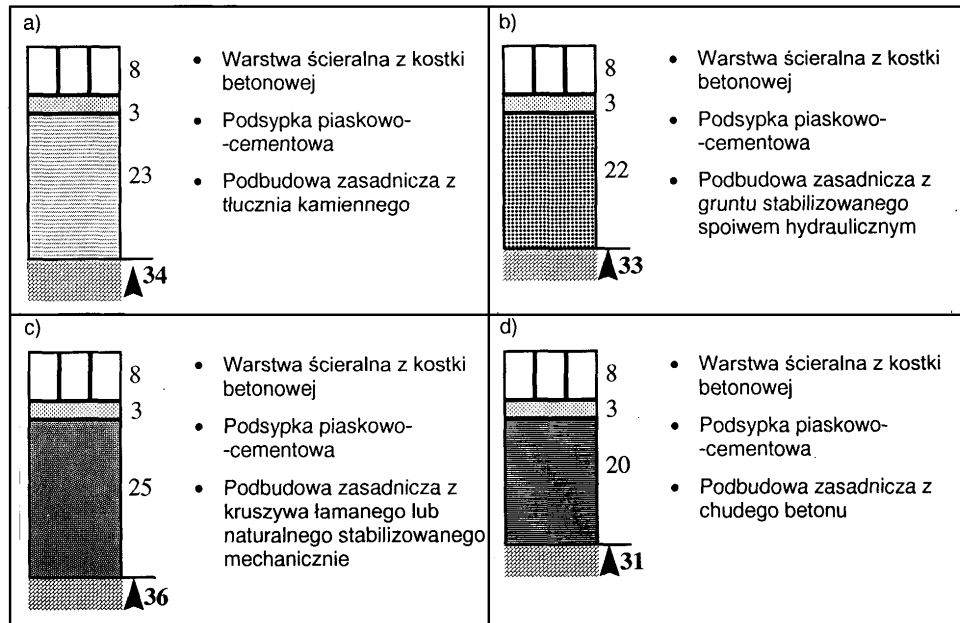 a)
8
3
23
34
• Warstwa ścieralna z kostki
betonowej
• Podsypka piaskowo-
-cementowa
• Podbudowa zasadnicza z
tłucznia kamiennego
b)
8
3
22
33
• Warstwa ścieralna z kostki
betonowej
• Podsypka piaskowo-
-cementowa
• Podbudowa zasadnicza z
gruntu stabilizowanego
spoiwem hydraulicznym
c)
8
3
25
36
• Warstwa ścieralna z kostki
betonowej
• Podsypka piaskowo-
-cementowa
• Podbudowa zasadnicza z
kruszywa łamanego lub
naturalnego stabilizowanego
mechanicznie
d)
8
3
20
31
• Warstwa ścieralna z kostki
betonowej
• Podsypka piaskowo-
-cementowa
• Podbudowa zasadnicza z
chudego betonu